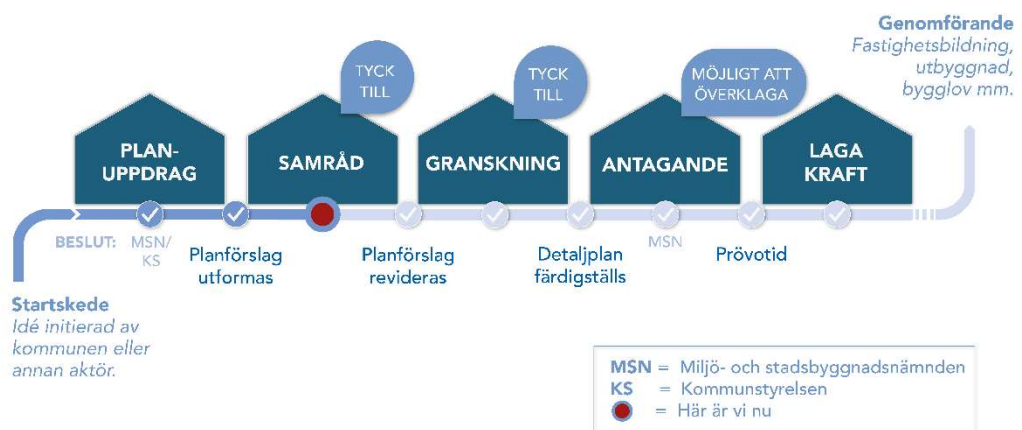 Genomförande
Fastighetsbildning,
utbyggnad,
bygglov mm.
TYCK
TILL
TYCK
TILL
MÖJLIGT ATT
ÖVERKLAGA
PLAN-
UPPDRAG
SAMRÅD
GRANSKNING
ANTAGANDE
LAGA
KRAFT
BESLUT:
MSN/
KS
Planförslag
utformas
Planförslag
revideras
Detaljplan
färdigställs
MSN
Prövotid
Startskede
Idé initierad av
kommunen eller
annan aktör.
MSN = Miljö- och stadsbyggnadsnämnden
KS = Kommunstyrelsen
= Här är vi nu